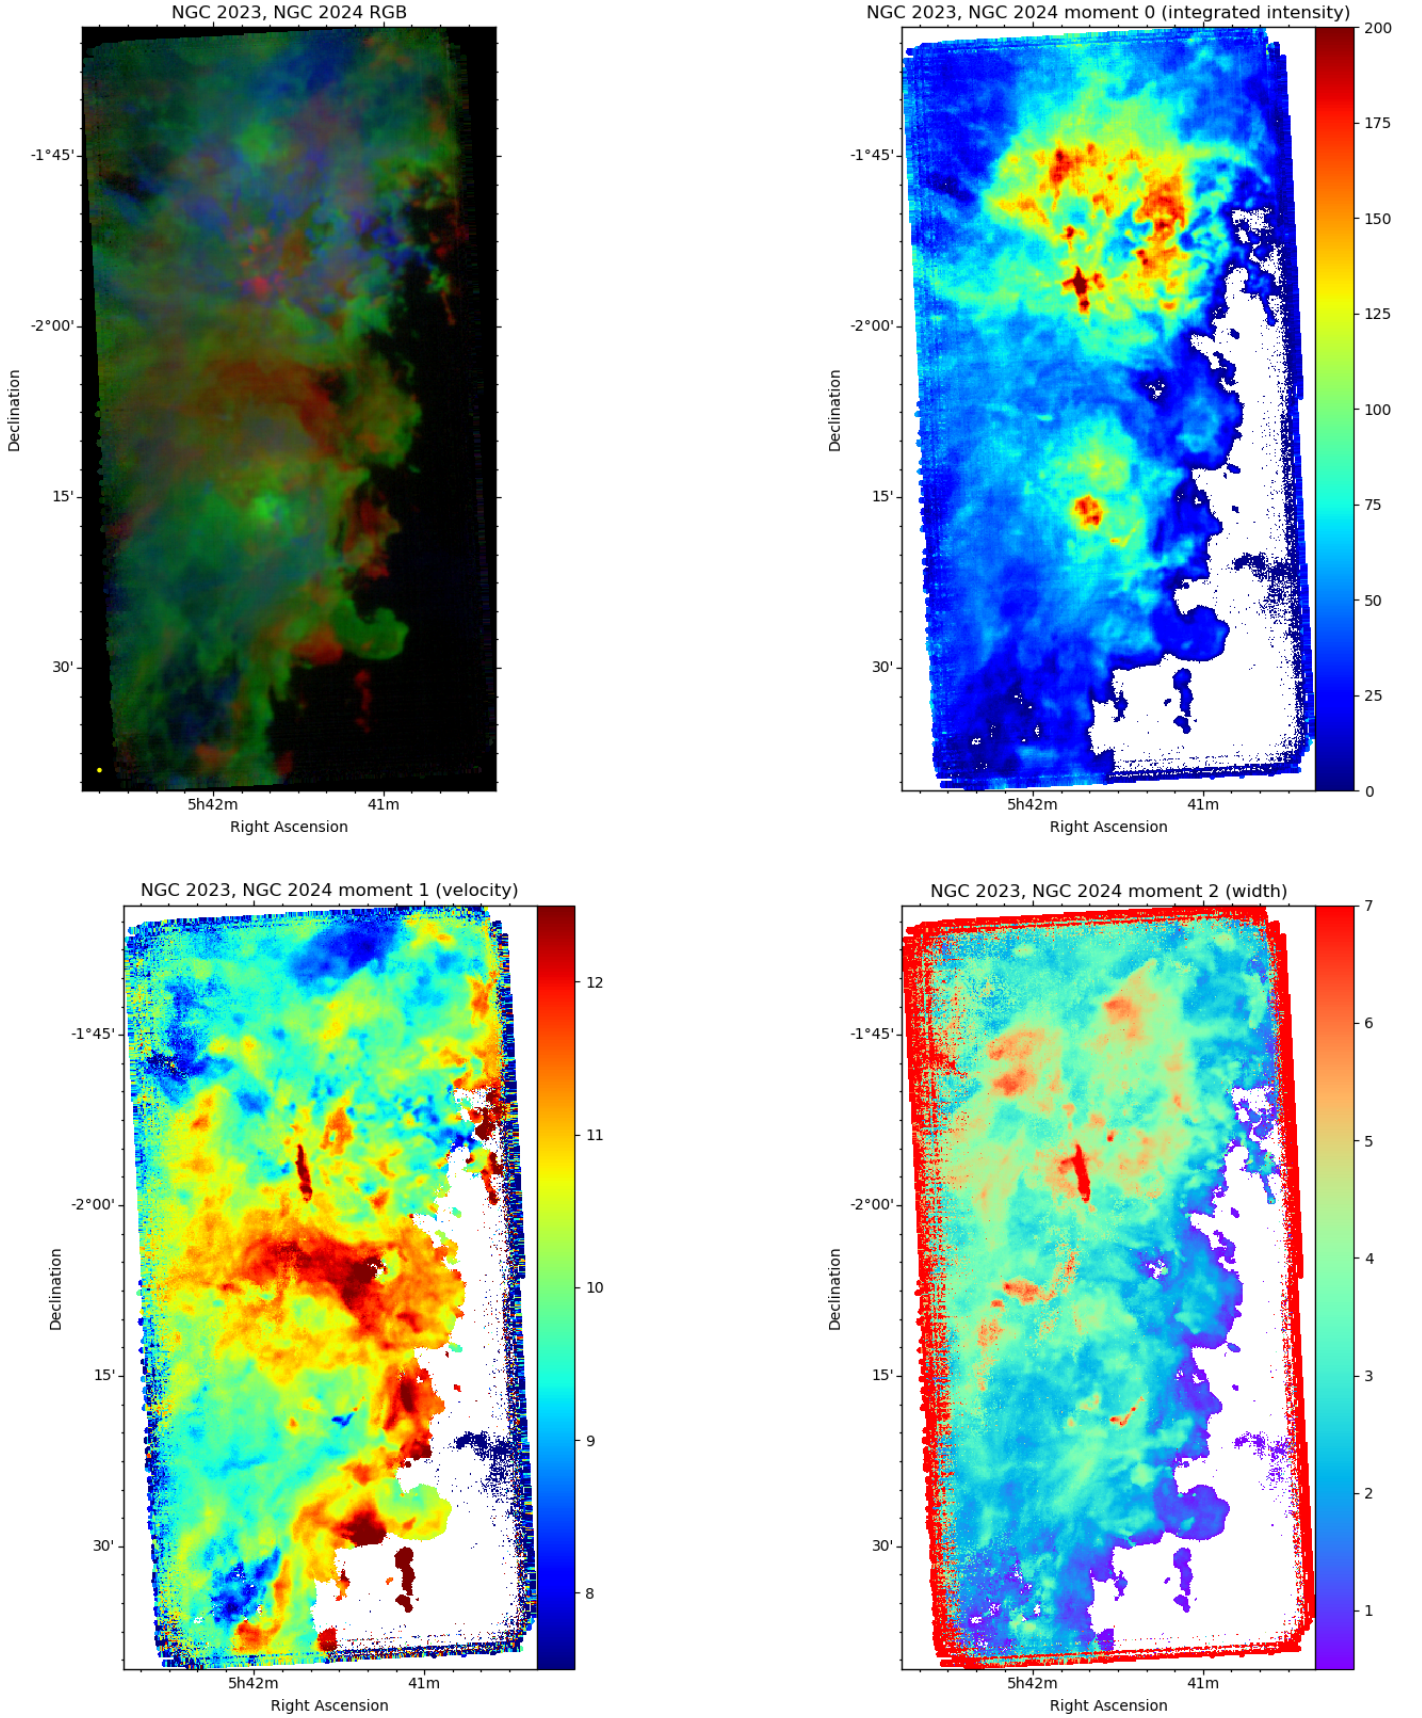 NGC 2023, NGC 2024 RGB
-1°45'
-2°00'
15'
30'
Declination
5h42m
41m
Right Ascension
NGC 2023, NGC 2024 moment 0 (integrated intensity)
-1°45'
-2°00'
15'
30'
Declination
5h42m
41m
Right Ascension
200
175
150
125
100
75
50
25
0
NGC 2023, NGC 2024 moment 1 (velocity)
-1°45'
-2°00'
15'
30'
Declination
5h42m
41m
Right Ascension
12
11
10
9
8
NGC 2023, NGC 2024 moment 2 (width)
-1°45'
-2°00'
15'
30'
Declination
5h42m
41m
Right Ascension
7
6
5
4
3
2
1